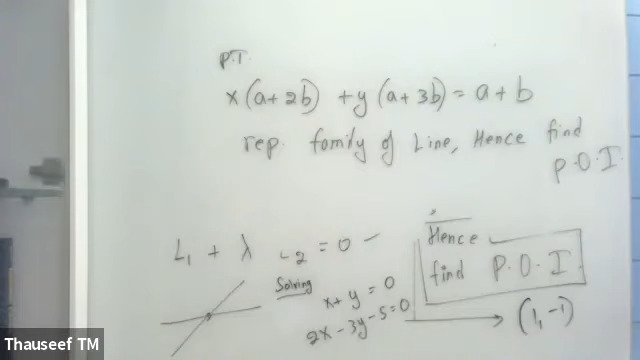 P.T
x(a+2b) + y(a+3b) = a+b
rep. family of Line, Hence find
P.O.I
L₁ + λ L₂ = 0
Hence
find P.O.I
Solving
x+y=0
2x-3y-5=0
(1,-1)
Thauseef TM